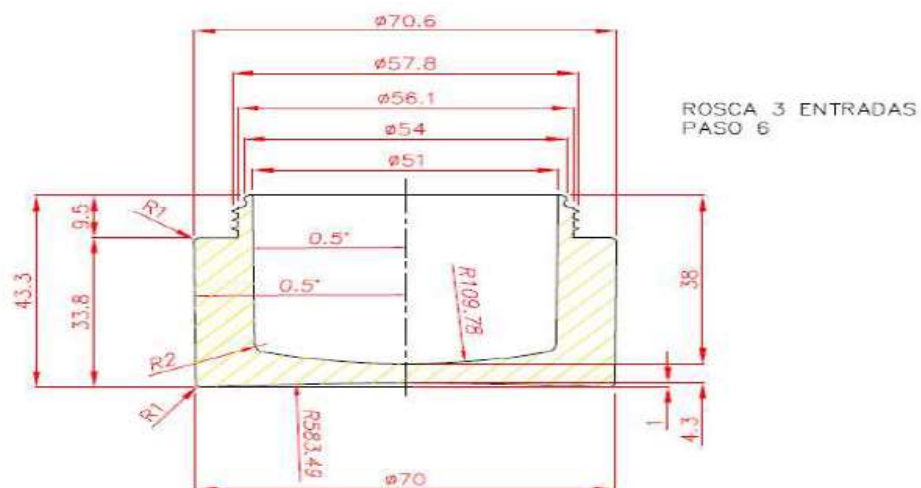 ø70.6
ø57.8
ø56.1
ø54
ø51
ROSCA 3 ENTRADAS
PASO 6
R1
9.5
0.5°
0.5°
R109.78
38
43.3
33.8
R2
R1
R583.49
1
4.3
ø70